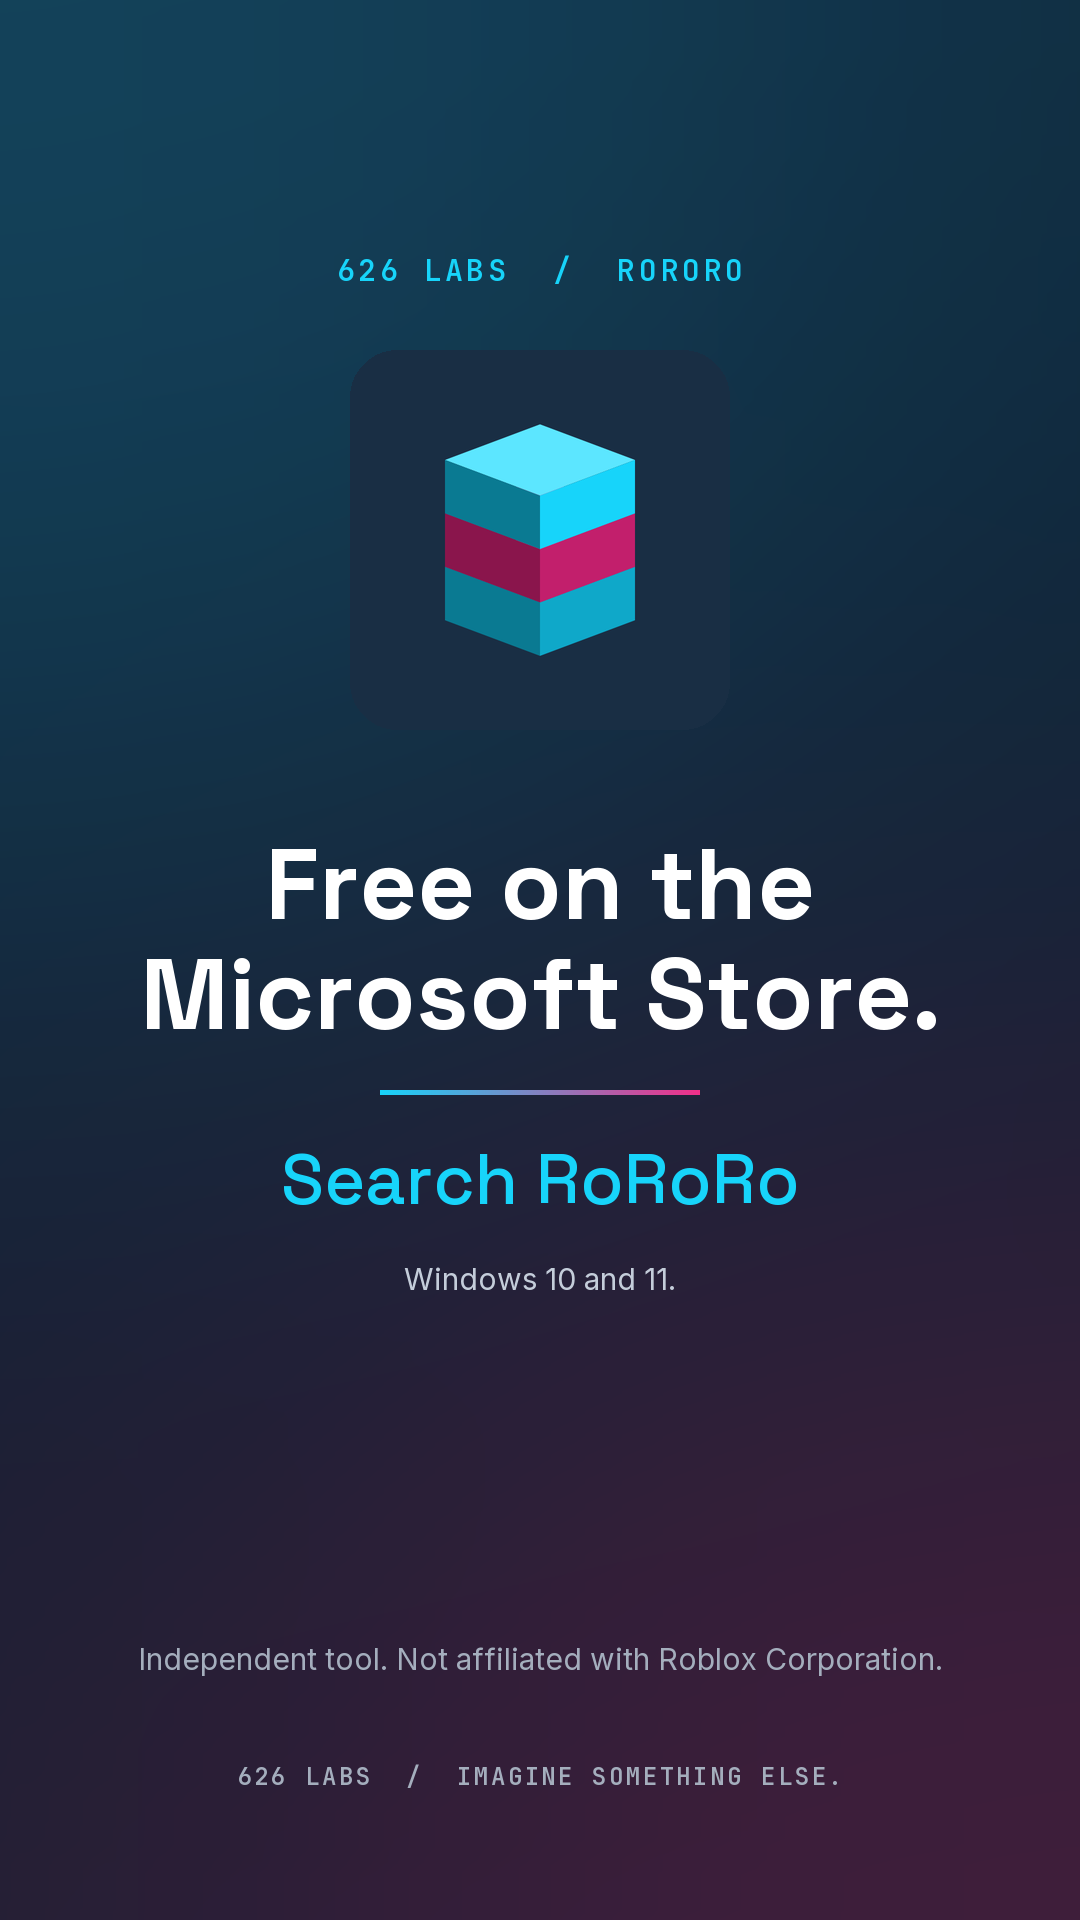 626 LABS / RORORO
Free on the
Microsoft Store.
Search RoRoRo
Windows 10 and 11.
Independent tool. Not affiliated with Roblox Corporation.
626 LABS / IMAGINE SOMETHING ELSE.